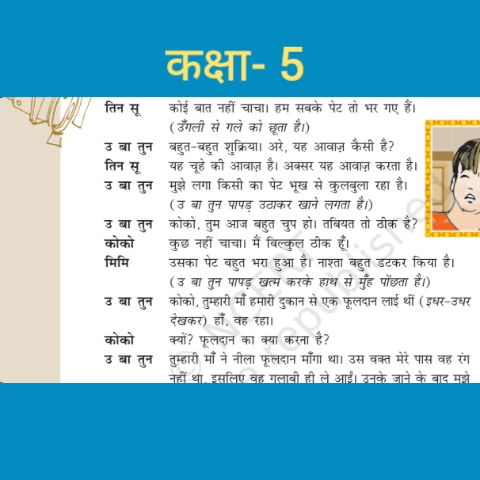 कक्षा- 5
तिन सू कोई बात नहीं चाचा। हम सबके पेट तो भर गए हैं।
(उँगली से गले को छूता है।)
उ बा तुन बहुत-बहुत शुक्रिया। अरे, यह आवाज़ कैसी है?
तिन सू यह चूहे की आवाज़ है। अक्सर यह आवाज़ करता है।
उ बा तुन मुझे लगा किसी का पेट भूख से कुलबुला रहा है।
(उ बा तुन पापड़ उठाकर खाने लगता है।)
उ बा तुन कोको, तुम आज बहुत चुप हो। तबियत तो ठीक है?
कोको कुछ नहीं चाचा। मैं बिल्कुल ठीक हूँ।
मिमि उसका पेट बहुत भरा हुआ है। नाश्ता बहुत डटकर किया है।
(उ बा तुन पापड़ खत्म करके हाथ से मुँह पोंछता है।)
उ बा तुन कोको, तुम्हारी माँ हमारी दुकान से एक फूलदान लाई थीं (इधर-उधर
देखकर) हाँ, वह रहा।
कोको क्यों? फूलदान का क्या करना है?
उ बा तुन तुम्हारी माँ ने नीला फूलदान माँगा था। उस वक्त मेरे पास वह रंग
नहीं था, इसलिए वह गुलाबी ही ले आईं। उनके जाने के बाद मुझे